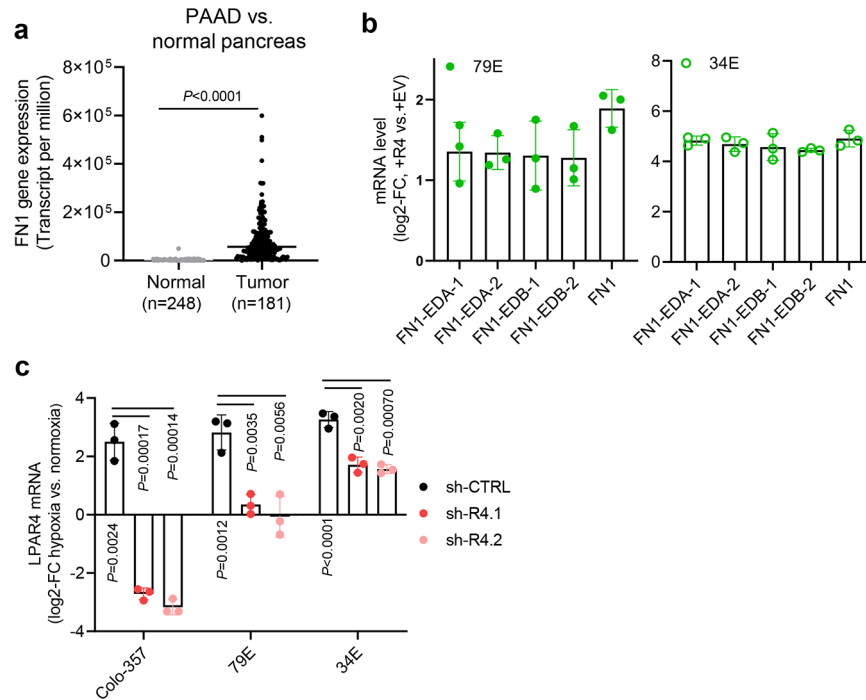 a
PAAD vs.
normal pancreas
FN1 gene expression
(Transcript per million)
8×10⁵
6×10⁵
4×10⁵
2×10⁵
0
P<0.0001
Normal
(n=248)
Tumor
(n=181)
b
mRNA level
(log2-FC, +R4 vs.+EV)
79E
2
1
0
FN1-EDA-1
FN1-EDA-2
FN1-EDB-1
FN1-EDB-2
FN1
34E
8
6
4
2
0
FN1-EDA-1
FN1-EDA-2
FN1-EDB-1
FN1-EDB-2
FN1
c
LPAR4 mRNA
(log2-FC hypoxia vs. normoxia)
4
2
0
-2
-4
P=0.0024
P=0.00017
P=0.00014
P=0.0012
P=0.0035
P=0.0056
P<0.0001
P=0.0020
P=0.00070
Colo-357
79E
34E
sh-CTRL
sh-R4.1
sh-R4.2